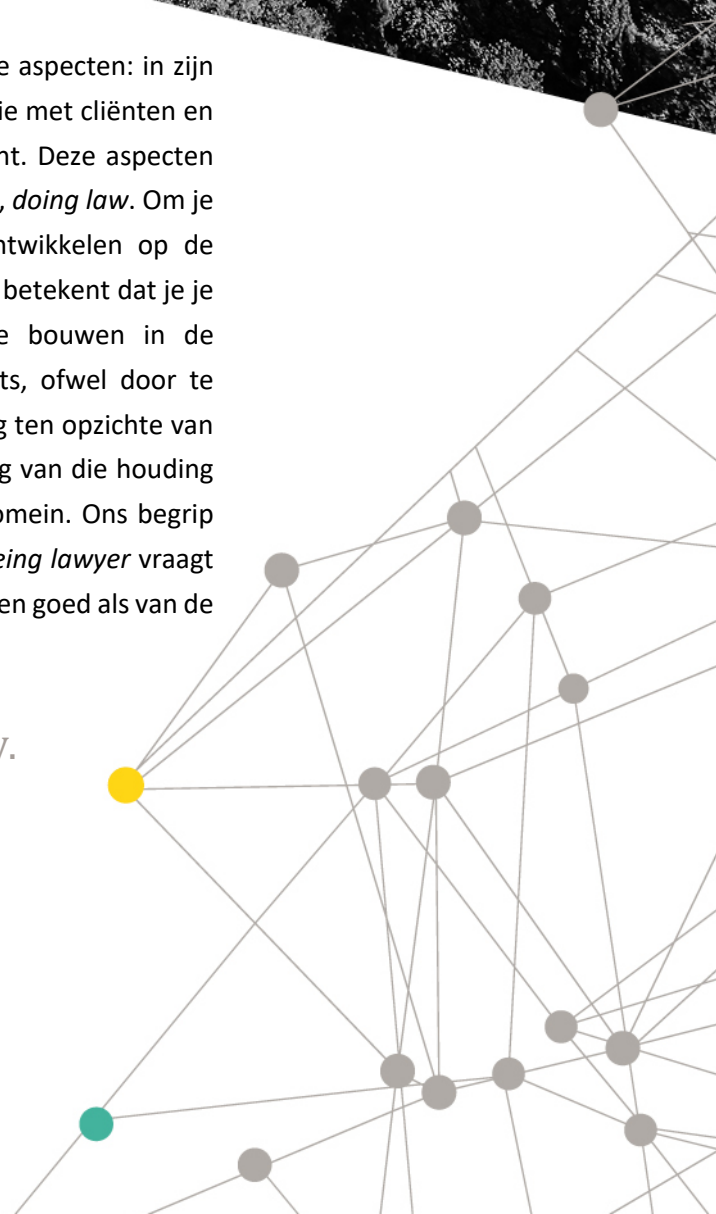 e aspecten: in zijn
ie met cliënten en
nt. Deze aspecten
, doing law. Om je
ntwikkelen op de
betekent dat je je
e bouwen in de
ts, ofwel door te
g ten opzichte van
g van die houding
omein. Ons begrip
eing lawyer vraagt
en goed als van de
y.